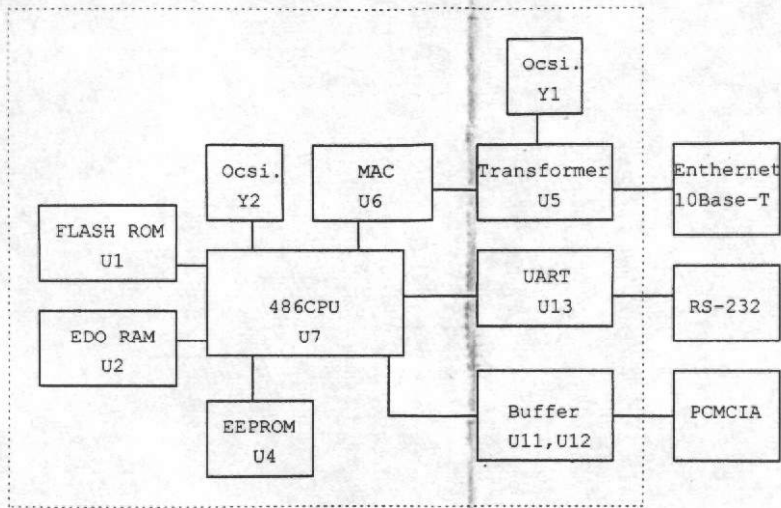 Ocsi.
Y1
Ocsi.
Y2
MAC
U6
Transformer
U5
Enthernet
10Base-T
FLASH ROM
U1
486CPU
U7
UART
U13
RS-232
EDO RAM
U2
EEPROM
U4
Buffer
U11,U12
PCMCIA